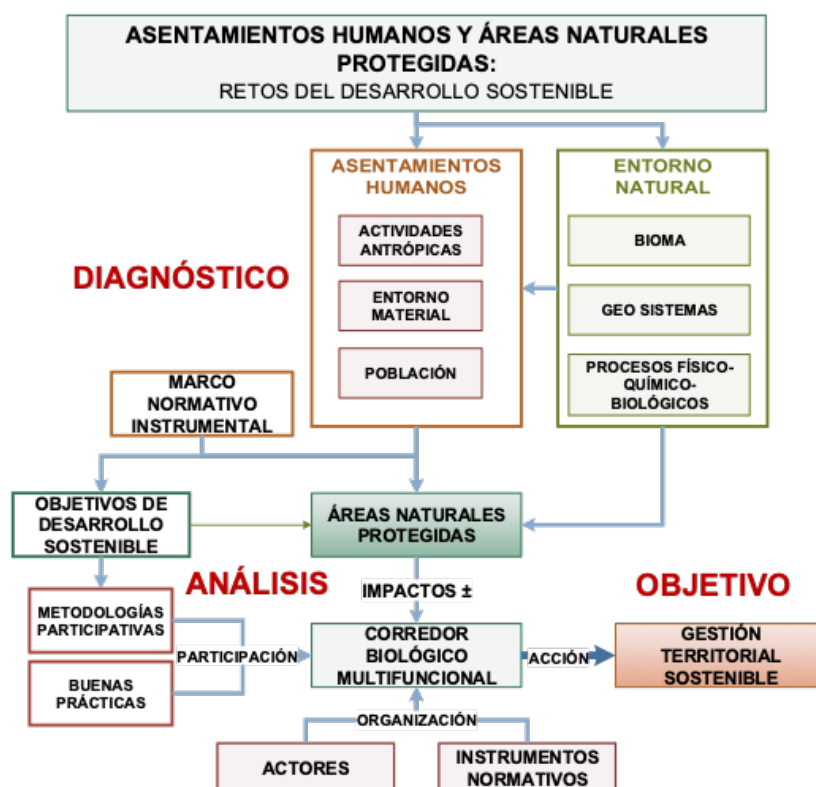 ASENTAMIENTOS HUMANOS Y ÁREAS NATURALES
PROTEGIDAS:
RETOS DEL DESARROLLO SOSTENIBLE
ASENTAMIENTOS
HUMANOS
ACTIVIDADES
ANTRÓPICAS
ENTORNO
MATERIAL
POBLACIÓN
ENTORNO
NATURAL
BIOMA
GEO SISTEMAS
PROCESOS FÍSICO-
QUÍMICO-
BIOLÓGICOS
DIAGNÓSTICO
MARCO
NORMATIVO
INSTRUMENTAL
OBJETIVOS DE
DESARROLLO
SOSTENIBLE
ÁREAS NATURALES
PROTEGIDAS
ANÁLISIS
IMPACTOS ±
OBJETIVO
METODOLOGÍAS
PARTICIPATIVAS
BUENAS
PRÁCTICAS
PARTICIPACIÓN
CORREDOR
BIOLÓGICO
MULTIFUNCIONAL
ACCIÓN
GESTIÓN
TERRITORIAL
SOSTENIBLE
ORGANIZACIÓN
ACTORES
INSTRUMENTOS
NORMATIVOS